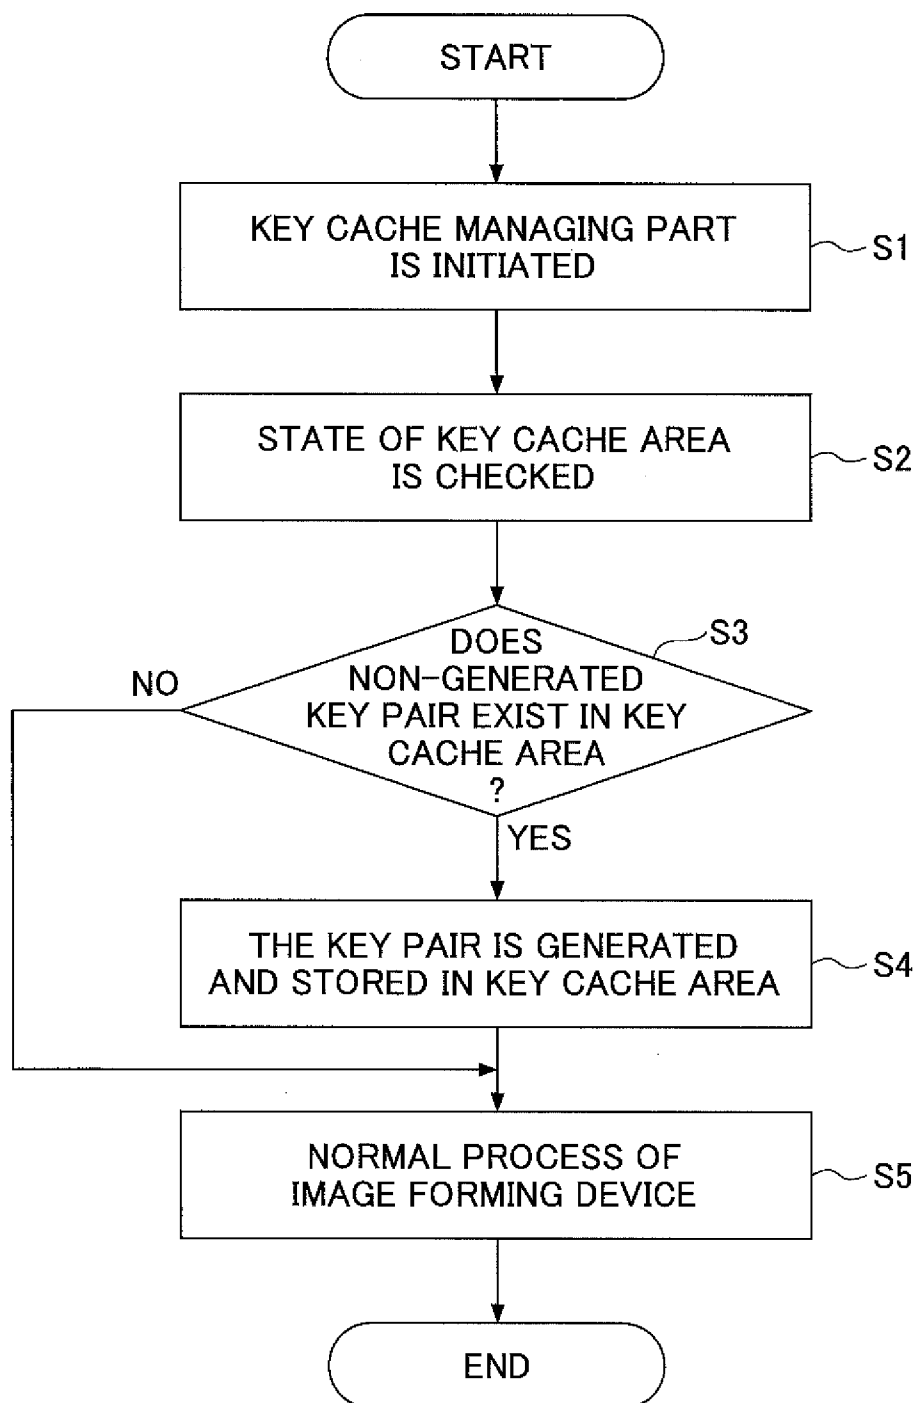 START
KEY CACHE MANAGING PART
IS INITIATED
S1
STATE OF KEY CACHE AREA
IS CHECKED
S2
DOES
NON-GENERATED
KEY PAIR EXIST IN KEY
CACHE AREA
?
S3
NO
YES
THE KEY PAIR IS GENERATED
AND STORED IN KEY CACHE AREA
S4
NORMAL PROCESS OF
IMAGE FORMING DEVICE
S5
END